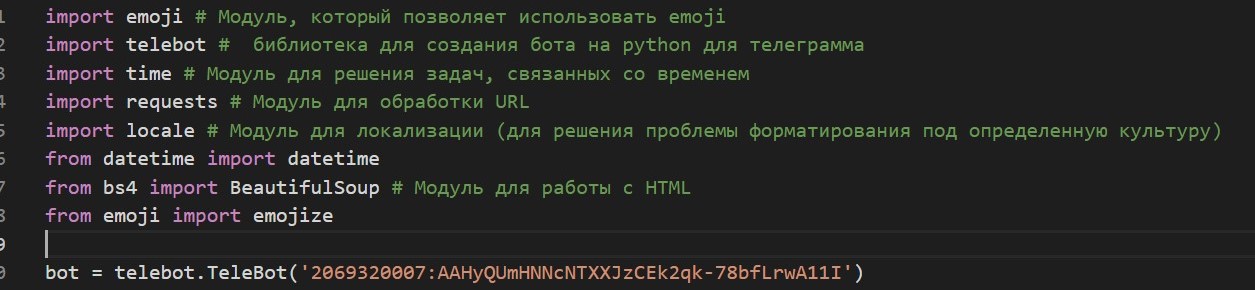 1 import emoji # Модуль, который позволяет использовать emoji
2 import telebot #  библиотека для создания бота на python для телеграмма
3 import time # Модуль для решения задач, связанных со временем
4 import requests # Модуль для обработки URL
5 import locale # Модуль для локализации (для решения проблемы форматирования под определенную культуру)
6 from datetime import datetime
7 from bs4 import BeautifulSoup # Модуль для работы с HTML
8 from emoji import emojize
9
0 bot = telebot.TeleBot('2069320007:AAHyQUmHNNcNTXXJzCEk2qk-78bfLrwA11I')